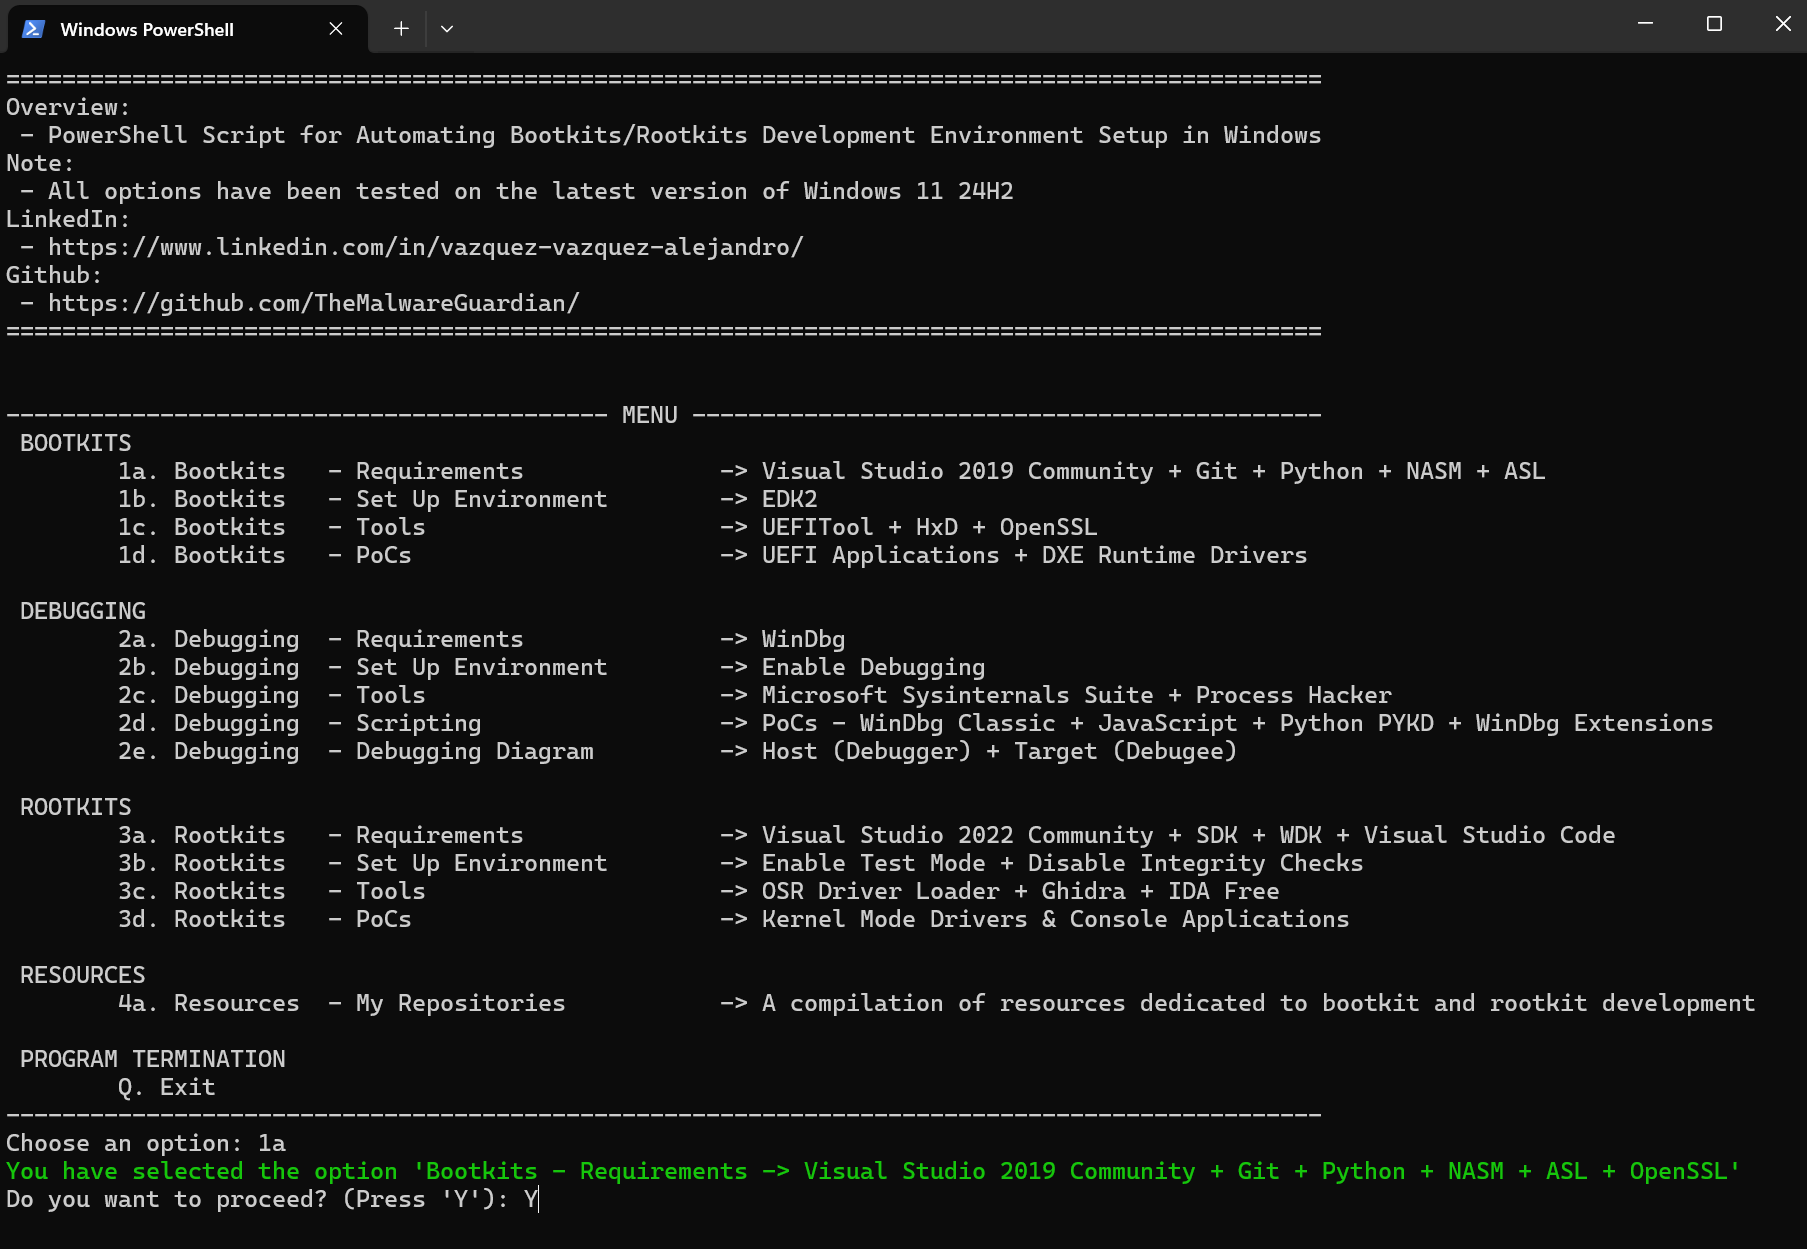 Windows PowerShell
==============================================================================================
Overview:
 - PowerShell Script for Automating Bootkits/Rootkits Development Environment Setup in Windows
Note:
 - All options have been tested on the latest version of Windows 11 24H2
LinkedIn:
 - https://www.linkedin.com/in/vazquez-vazquez-alejandro/
Github:
 - https://github.com/TheMalwareGuardian/
==============================================================================================
------------------------------------------- MENU ---------------------------------------------
 BOOTKITS
        1a. Bootkits   - Requirements              -> Visual Studio 2019 Community + Git + Python + NASM + ASL
        1b. Bootkits   - Set Up Environment        -> EDK2
        1c. Bootkits   - Tools                     -> UEFITool + HxD + OpenSSL
        1d. Bootkits   - PoCs                      -> UEFI Applications + DXE Runtime Drivers
 DEBUGGING
        2a. Debugging  - Requirements              -> WinDbg
        2b. Debugging  - Set Up Environment        -> Enable Debugging
        2c. Debugging  - Tools                     -> Microsoft Sysinternals Suite + Process Hacker
        2d. Debugging  - Scripting                 -> PoCs - WinDbg Classic + JavaScript + Python PYKD + WinDbg Extensions
        2e. Debugging  - Debugging Diagram         -> Host (Debugger) + Target (Debugee)
 ROOTKITS
        3a. Rootkits   - Requirements              -> Visual Studio 2022 Community + SDK + WDK + Visual Studio Code
        3b. Rootkits   - Set Up Environment        -> Enable Test Mode + Disable Integrity Checks
        3c. Rootkits   - Tools                     -> OSR Driver Loader + Ghidra + IDA Free
        3d. Rootkits   - PoCs                      -> Kernel Mode Drivers & Console Applications
 RESOURCES
        4a. Resources  - My Repositories           -> A compilation of resources dedicated to bootkit and rootkit development
 PROGRAM TERMINATION
        Q. Exit
----------------------------------------------------------------------------------------------
Choose an option: 1a
You have selected the option 'Bootkits - Requirements -> Visual Studio 2019 Community + Git + Python + NASM + ASL + OpenSSL'
Do you want to proceed? (Press 'Y'): Y